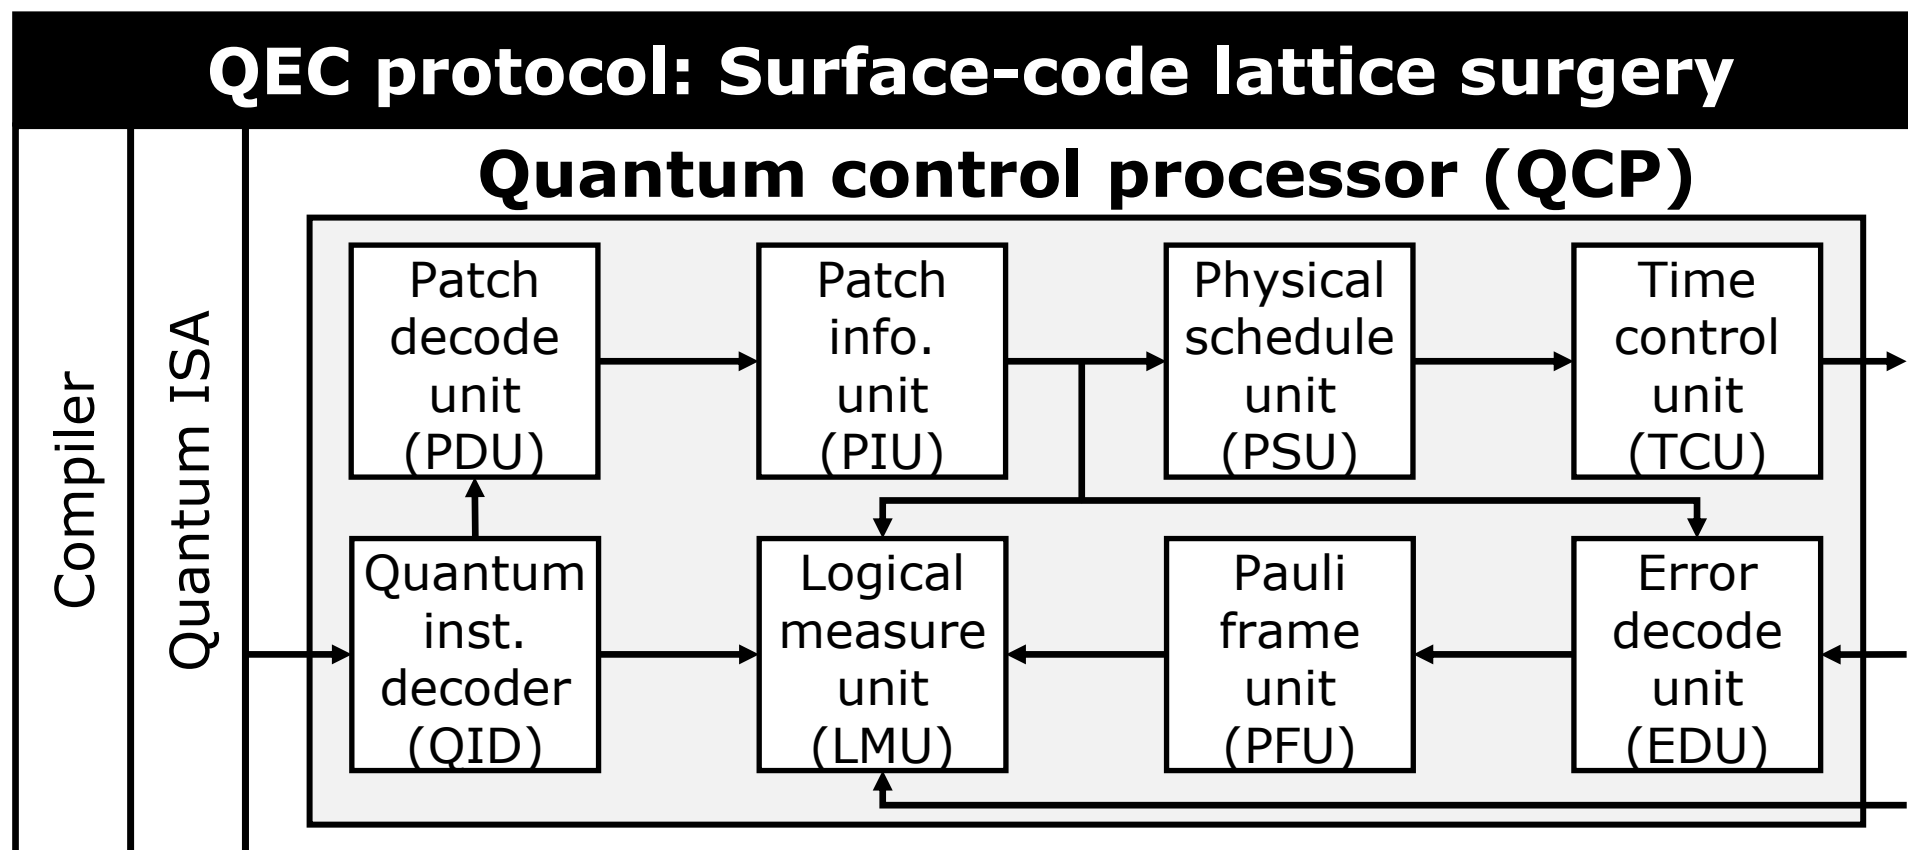 QEC protocol: Surface-code lattice surgery
Compiler
Quantum ISA
Quantum control processor (QCP)
Patch
decode
unit
(PDU)
Patch
info.
unit
(PIU)
Physical
schedule
unit
(PSU)
Time
control
unit
(TCU)
Quantum
inst.
decoder
(QID)
Logical
measure
unit
(LMU)
Pauli
frame
unit
(PFU)
Error
decode
unit
(EDU)